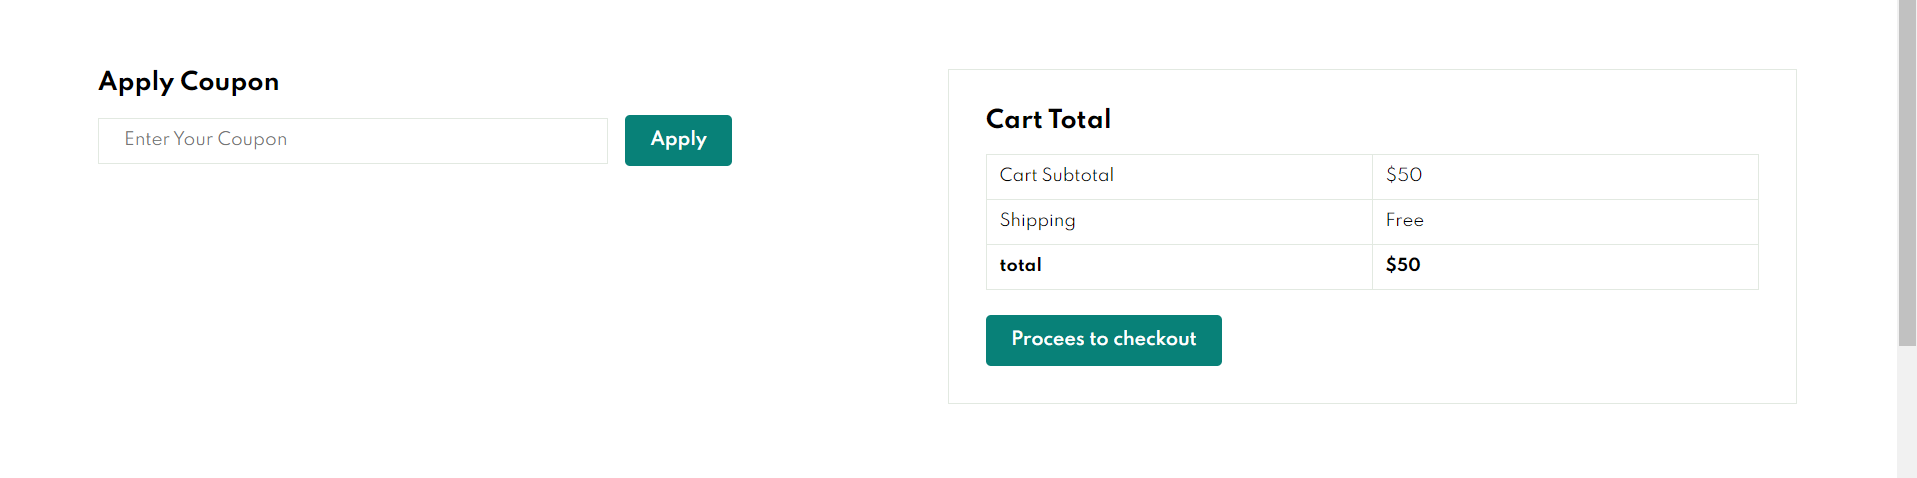 Apply Coupon
Enter Your Coupon
Apply
Cart Total
Cart Subtotal $50
Shipping Free
total $50
Procees to checkout